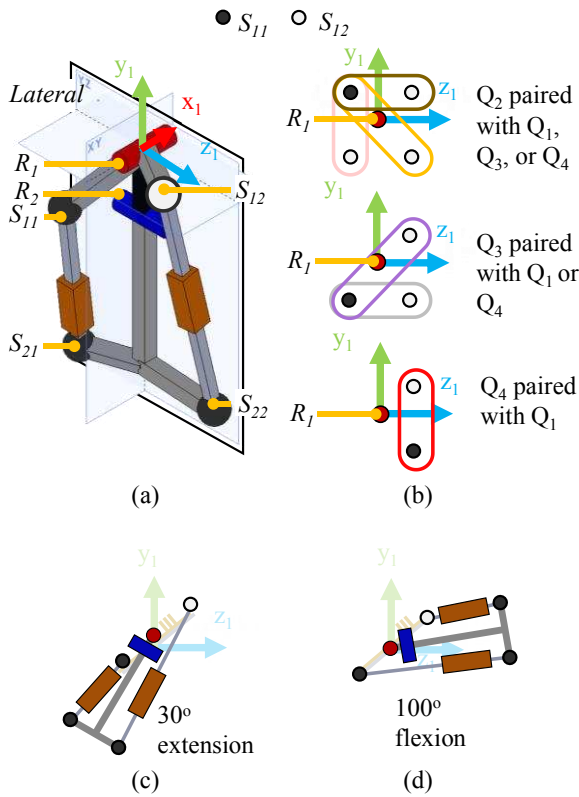 S11 S12
y1
YZ
Lateral
x1
XY
z1
R1
R2
S12
S11
S21
S22
(a)
y1
z1
R1
Q2 paired
with Q1,
Q3, or Q4
y1
z1
R1
Q3 paired
with Q1 or
Q4
y1
z1
R1
Q4 paired
with Q1
(b)
y1
z1
30o
extension
(c)
y1
z1
100o
flexion
(d)